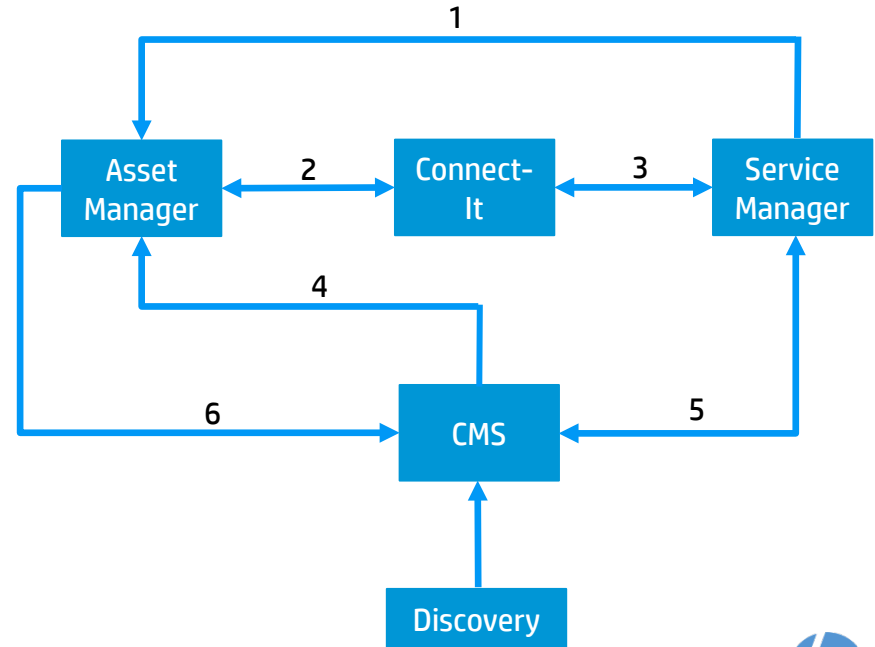 1
Asset
Manager
2
Connect-
It
3
Service
Manager
4
6
CMS
5
Discovery